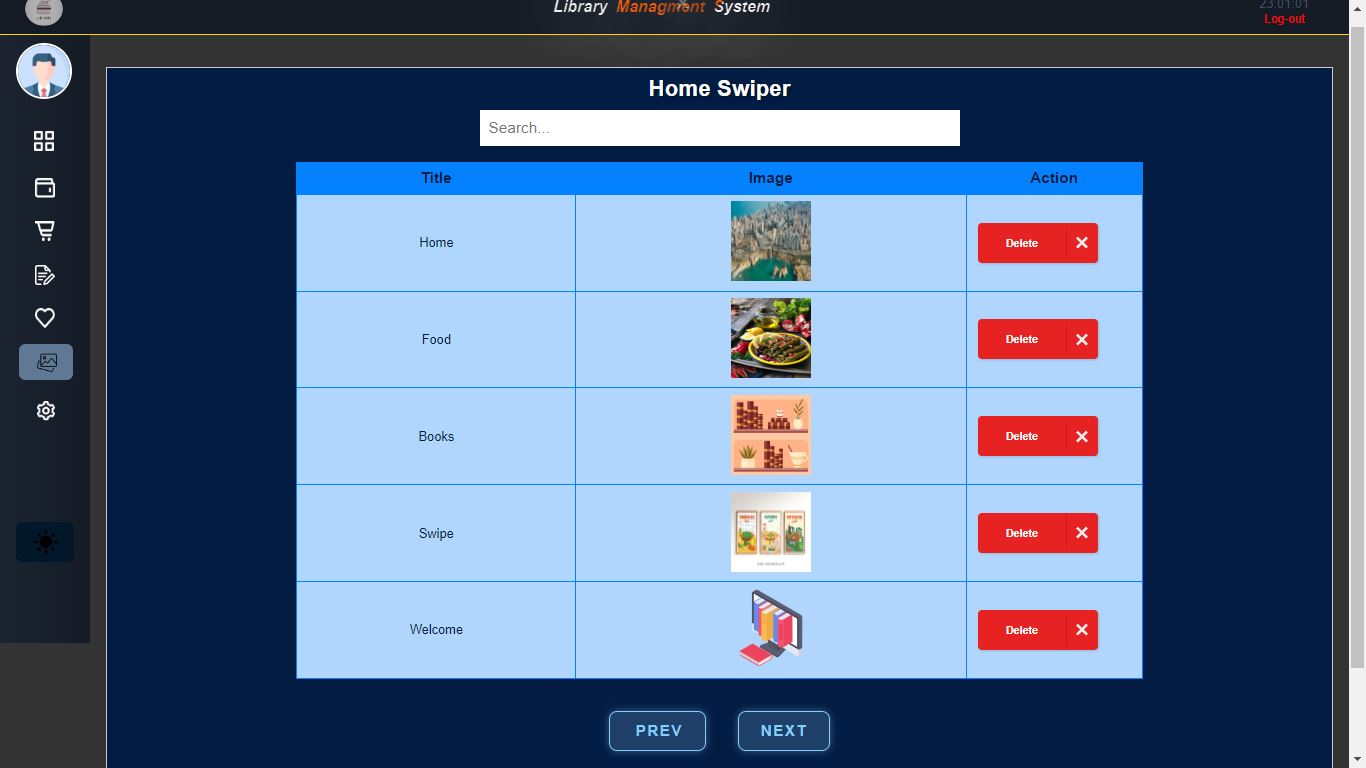 Library Managment System
23:01:01
Log-out
Home Swiper
Search...
Title Image Action
Home Delete ✕
Food Delete ✕
Books Delete ✕
Swipe Delete ✕
Welcome Delete ✕
PREV NEXT